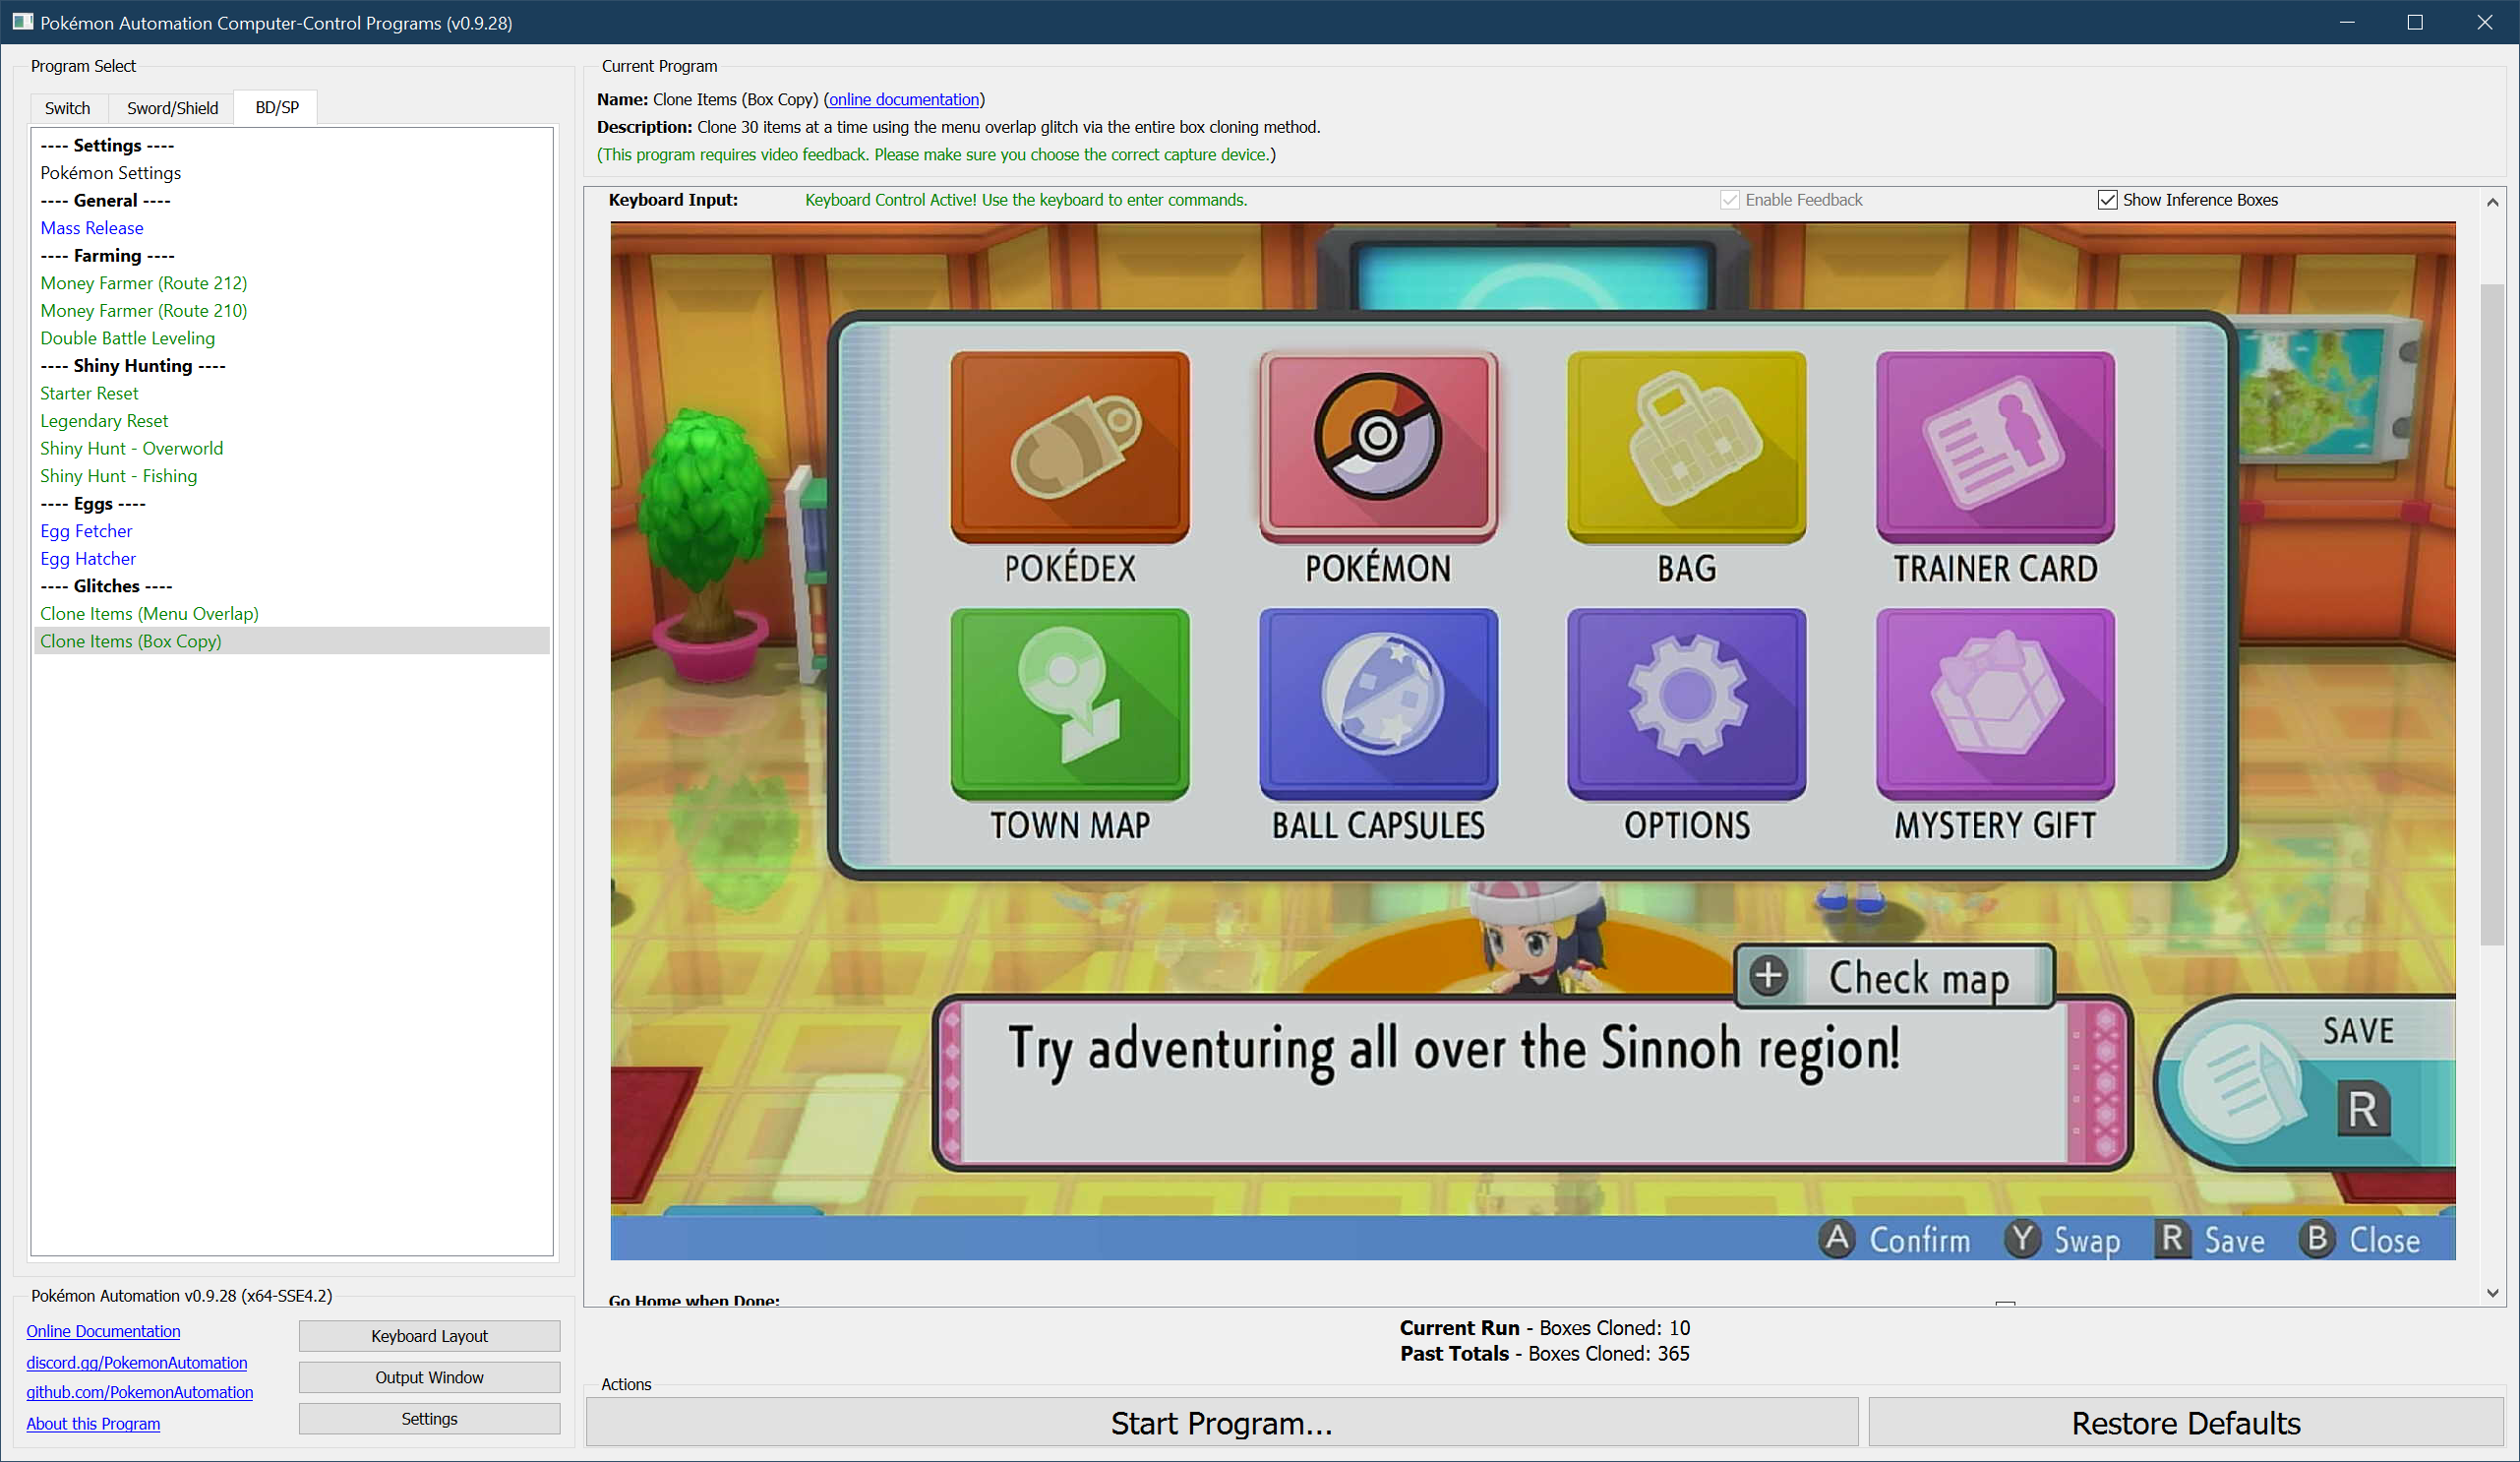 Pokémon Automation Computer-Control Programs (v0.9.28)
Program Select
Switch
Sword/Shield
BD/SP
---- Settings ----
Pokémon Settings
---- General ----
Mass Release
---- Farming ----
Money Farmer (Route 212)
Money Farmer (Route 210)
Double Battle Leveling
---- Shiny Hunting ----
Starter Reset
Legendary Reset
Shiny Hunt - Overworld
Shiny Hunt - Fishing
---- Eggs ----
Egg Fetcher
Egg Hatcher
---- Glitches ----
Clone Items (Menu Overlap)
Clone Items (Box Copy)
Pokémon Automation v0.9.28 (x64-SSE4.2)
Online Documentation
discord.gg/PokemonAutomation
github.com/PokemonAutomation
About this Program
Keyboard Layout
Output Window
Settings
Current Program
Name: Clone Items (Box Copy) (online documentation)
Description: Clone 30 items at a time using the menu overlap glitch via the entire box cloning method.
(This program requires video feedback. Please make sure you choose the correct capture device.)
Keyboard Input: Keyboard Control Active! Use the keyboard to enter commands. Enable Feedback Show Inference Boxes
POKÉDEX POKÉMON BAG TRAINER CARD
TOWN MAP BALL CAPSULES OPTIONS MYSTERY GIFT
+ Check map
Try adventuring all over the Sinnoh region!
SAVE
R
A Confirm Y Swap R Save B Close
Go Home when Done:
Current Run - Boxes Cloned: 10
Past Totals - Boxes Cloned: 365
Actions
Start Program...
Restore Defaults